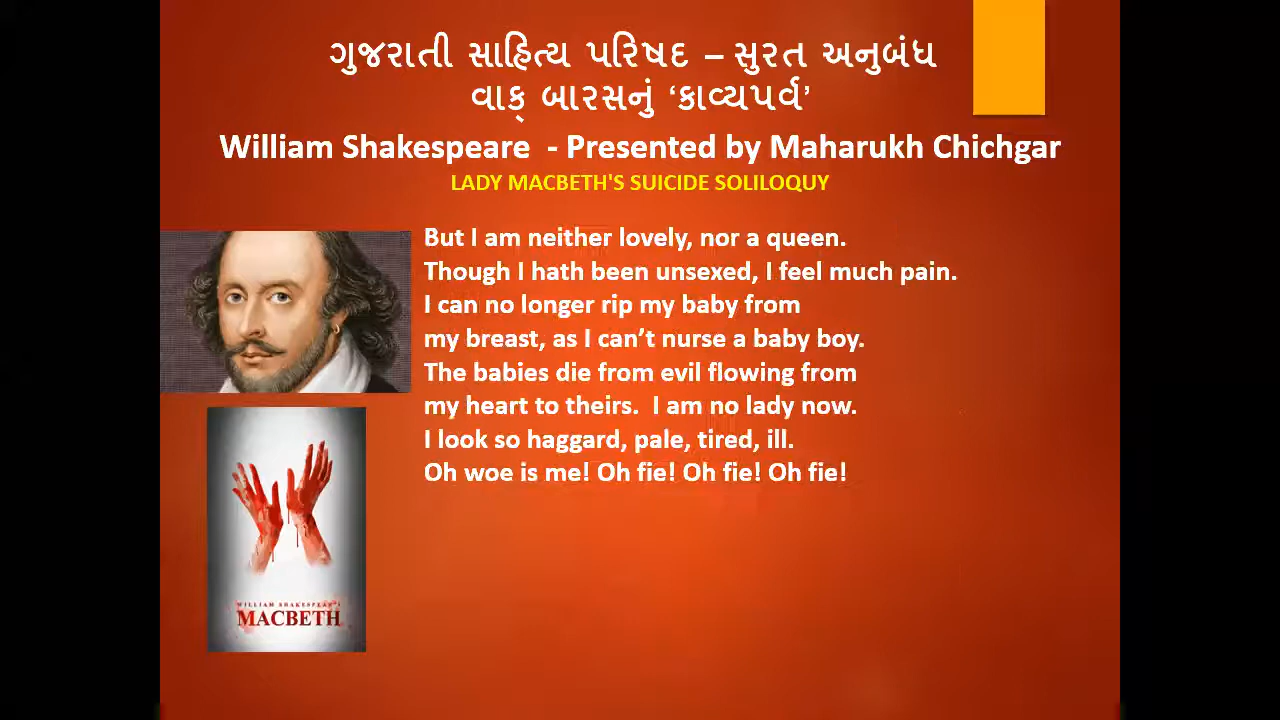 ગુજરાતી સાહિત્ય પરિષદ – સુરત અનુબંધ
વાક્ બારસનું ‘કાવ્યપર્વ’
William Shakespeare - Presented by Maharukh Chichgar
LADY MACBETH'S SUICIDE SOLILOQUY
But I am neither lovely, nor a queen.
Though I hath been unsexed, I feel much pain.
I can no longer rip my baby from
my breast, as I can’t nurse a baby boy.
The babies die from evil flowing from
my heart to theirs. I am no lady now.
I look so haggard, pale, tired, ill.
Oh woe is me! Oh fie! Oh fie! Oh fie!
WILLIAM SHAKESPEAR'S
MACBETH